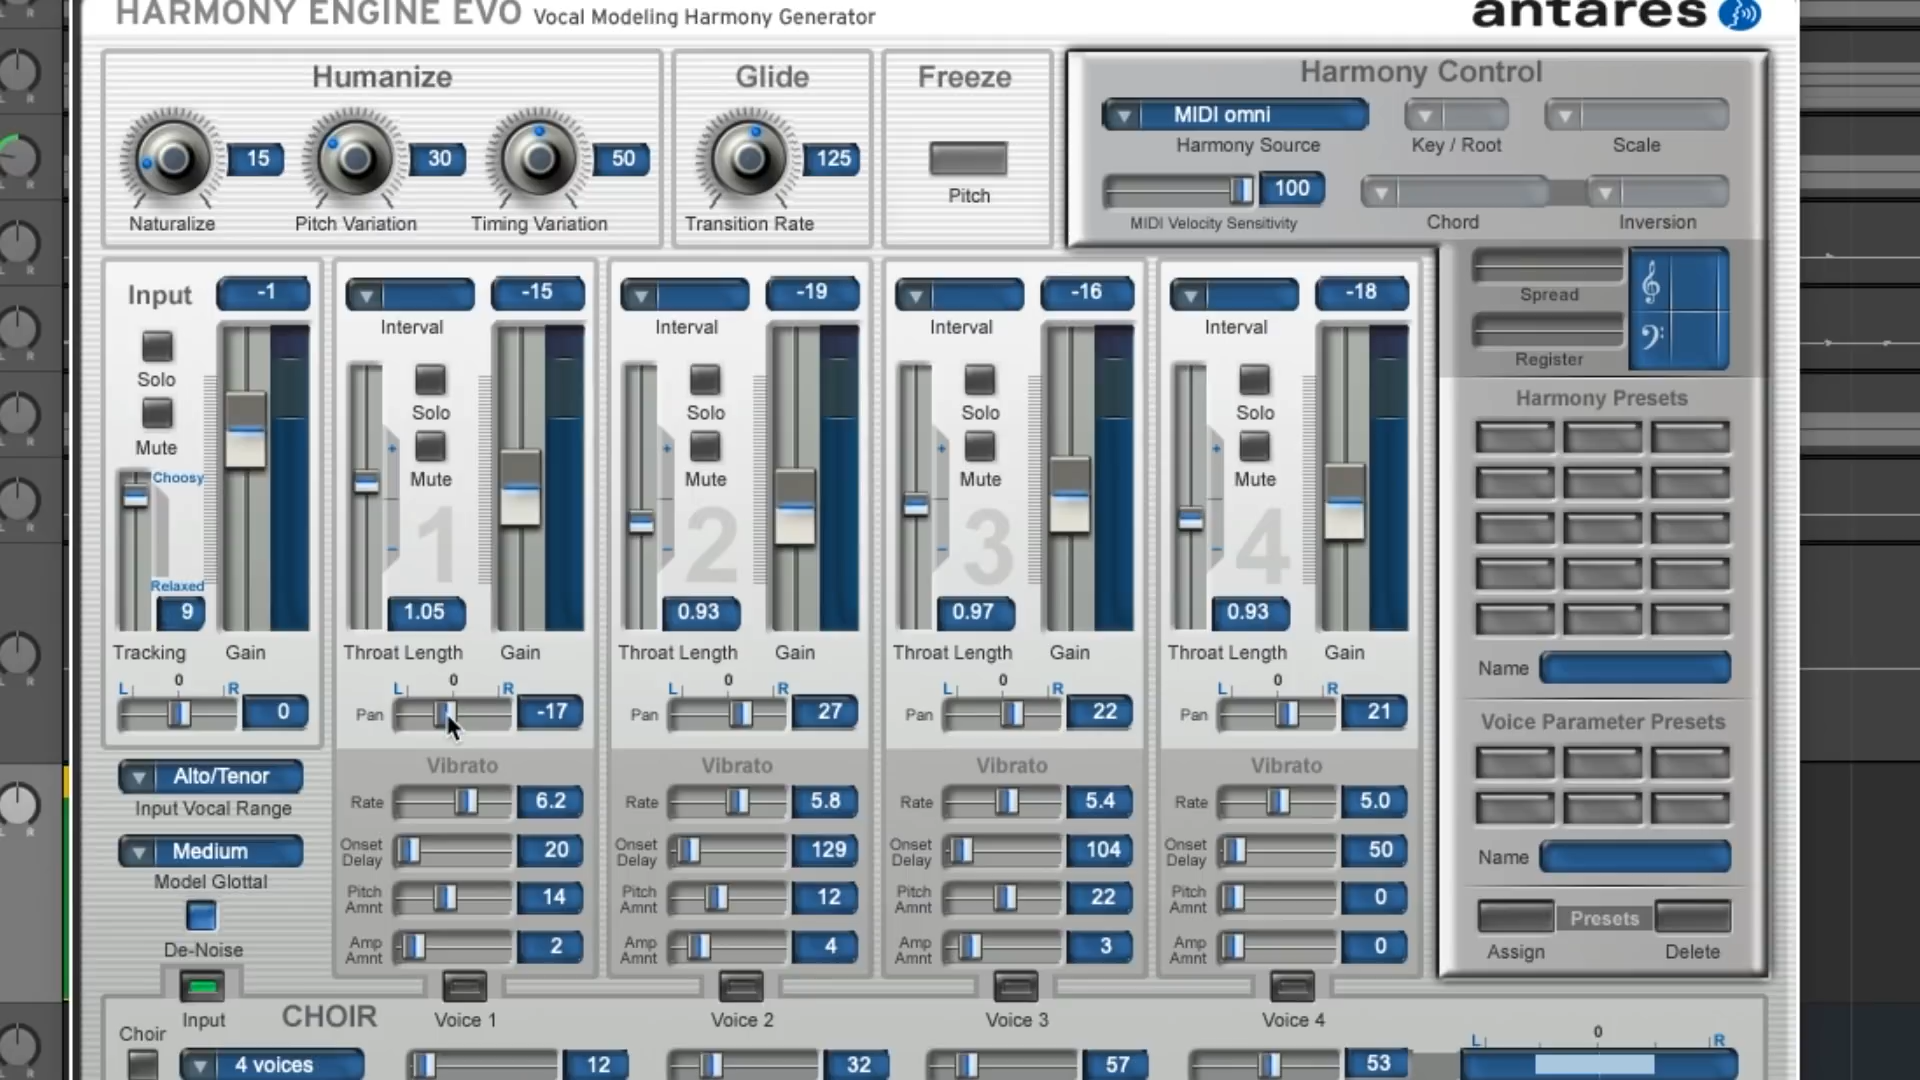 HARMONY ENGINE EVO Vocal Modeling Harmony Generator
antares
Humanize
15
Naturalize
30
Pitch Variation
50
Timing Variation
Glide
125
Transition Rate
Freeze
Pitch
Harmony Control
MIDI omni
Harmony Source
Key / Root
Scale
100
MIDI Velocity Sensitivity
Chord
Inversion
Spread
Register
Input
-1
Solo
Mute
Choosy
Relaxed
9
Tracking
Gain
L 0 R
0
Alto/Tenor
Input Vocal Range
Medium
Model Glottal
De-Noise
-15
Interval
Solo
Mute
+
-
1
1.05
Throat Length
Gain
L 0 R
Pan
-17
Vibrato
Rate 6.2
Onset Delay 20
Pitch Amnt 14
Amp Amnt 2
-19
Interval
Solo
Mute
+
-
2
0.93
Throat Length
Gain
L 0 R
Pan
27
Vibrato
Rate 5.8
Onset Delay 129
Pitch Amnt 12
Amp Amnt 4
-16
Interval
Solo
Mute
+
-
3
0.97
Throat Length
Gain
L 0 R
Pan
22
Vibrato
Rate 5.4
Onset Delay 104
Pitch Amnt 22
Amp Amnt 3
-18
Interval
Solo
Mute
+
-
4
0.93
Throat Length
Gain
L 0 R
Pan
21
Vibrato
Rate 5.0
Onset Delay 50
Pitch Amnt 0
Amp Amnt 0
Harmony Presets
Name
Voice Parameter Presets
Name
Presets
Assign
Delete
Choir
Input
CHOIR
4 voices
Voice 1
12
Voice 2
32
Voice 3
57
Voice 4
53
L 0 R